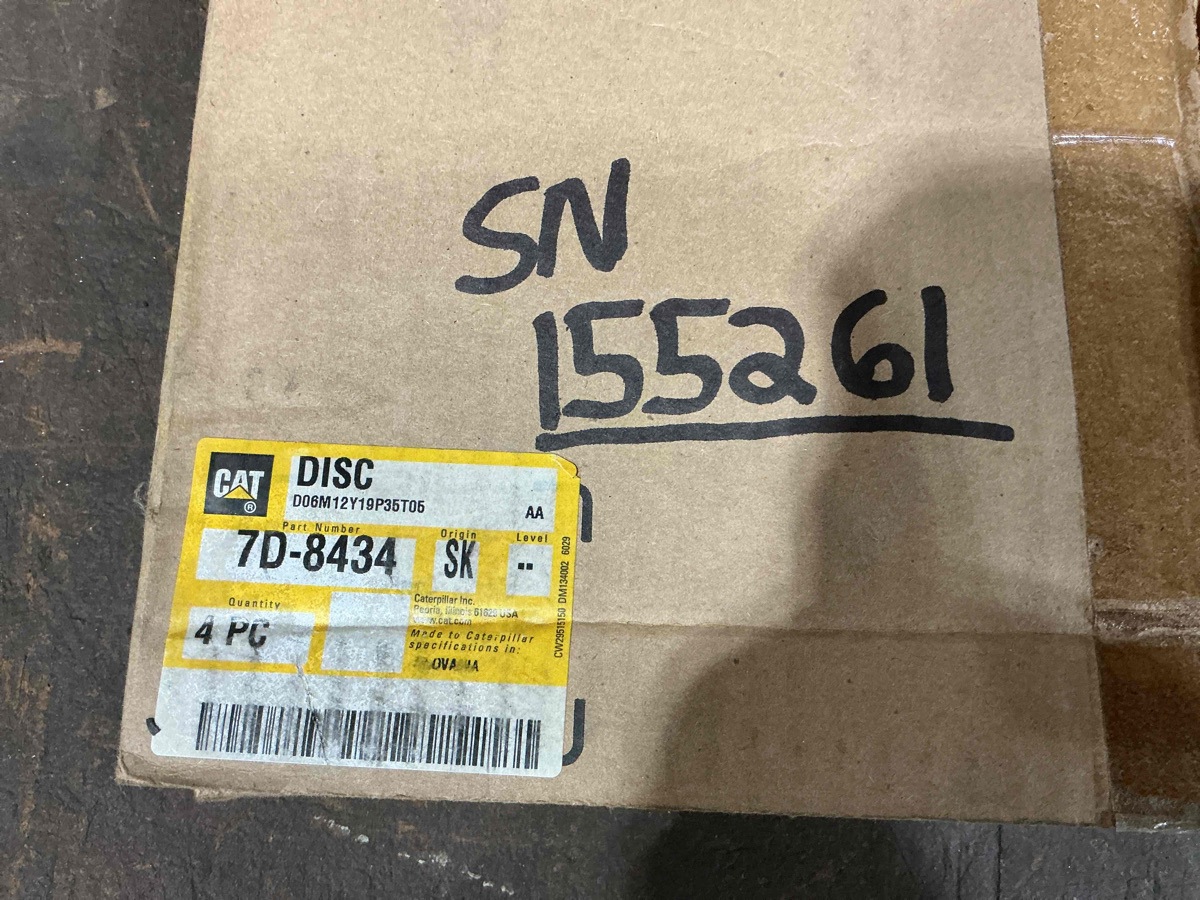 SN
155261
CAT
®
DISC
D06M12Y19P35T05
AA
Part Number
Origin
Level
7D-8434
SK
--
Quantity
4 PC
Caterpillar Inc.
Peoria, Illinois 61629 USA
www.cat.com
Made to Caterpillar
specifications in:
CW29515150 DM134002 6029